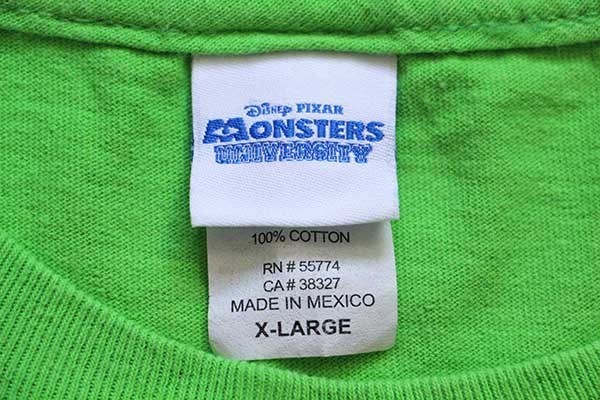 Disney PIXAR
MONSTERS
UNIVERSITY
100% COTTON
RN # 55774
CA # 38327
MADE IN MEXICO
X-LARGE